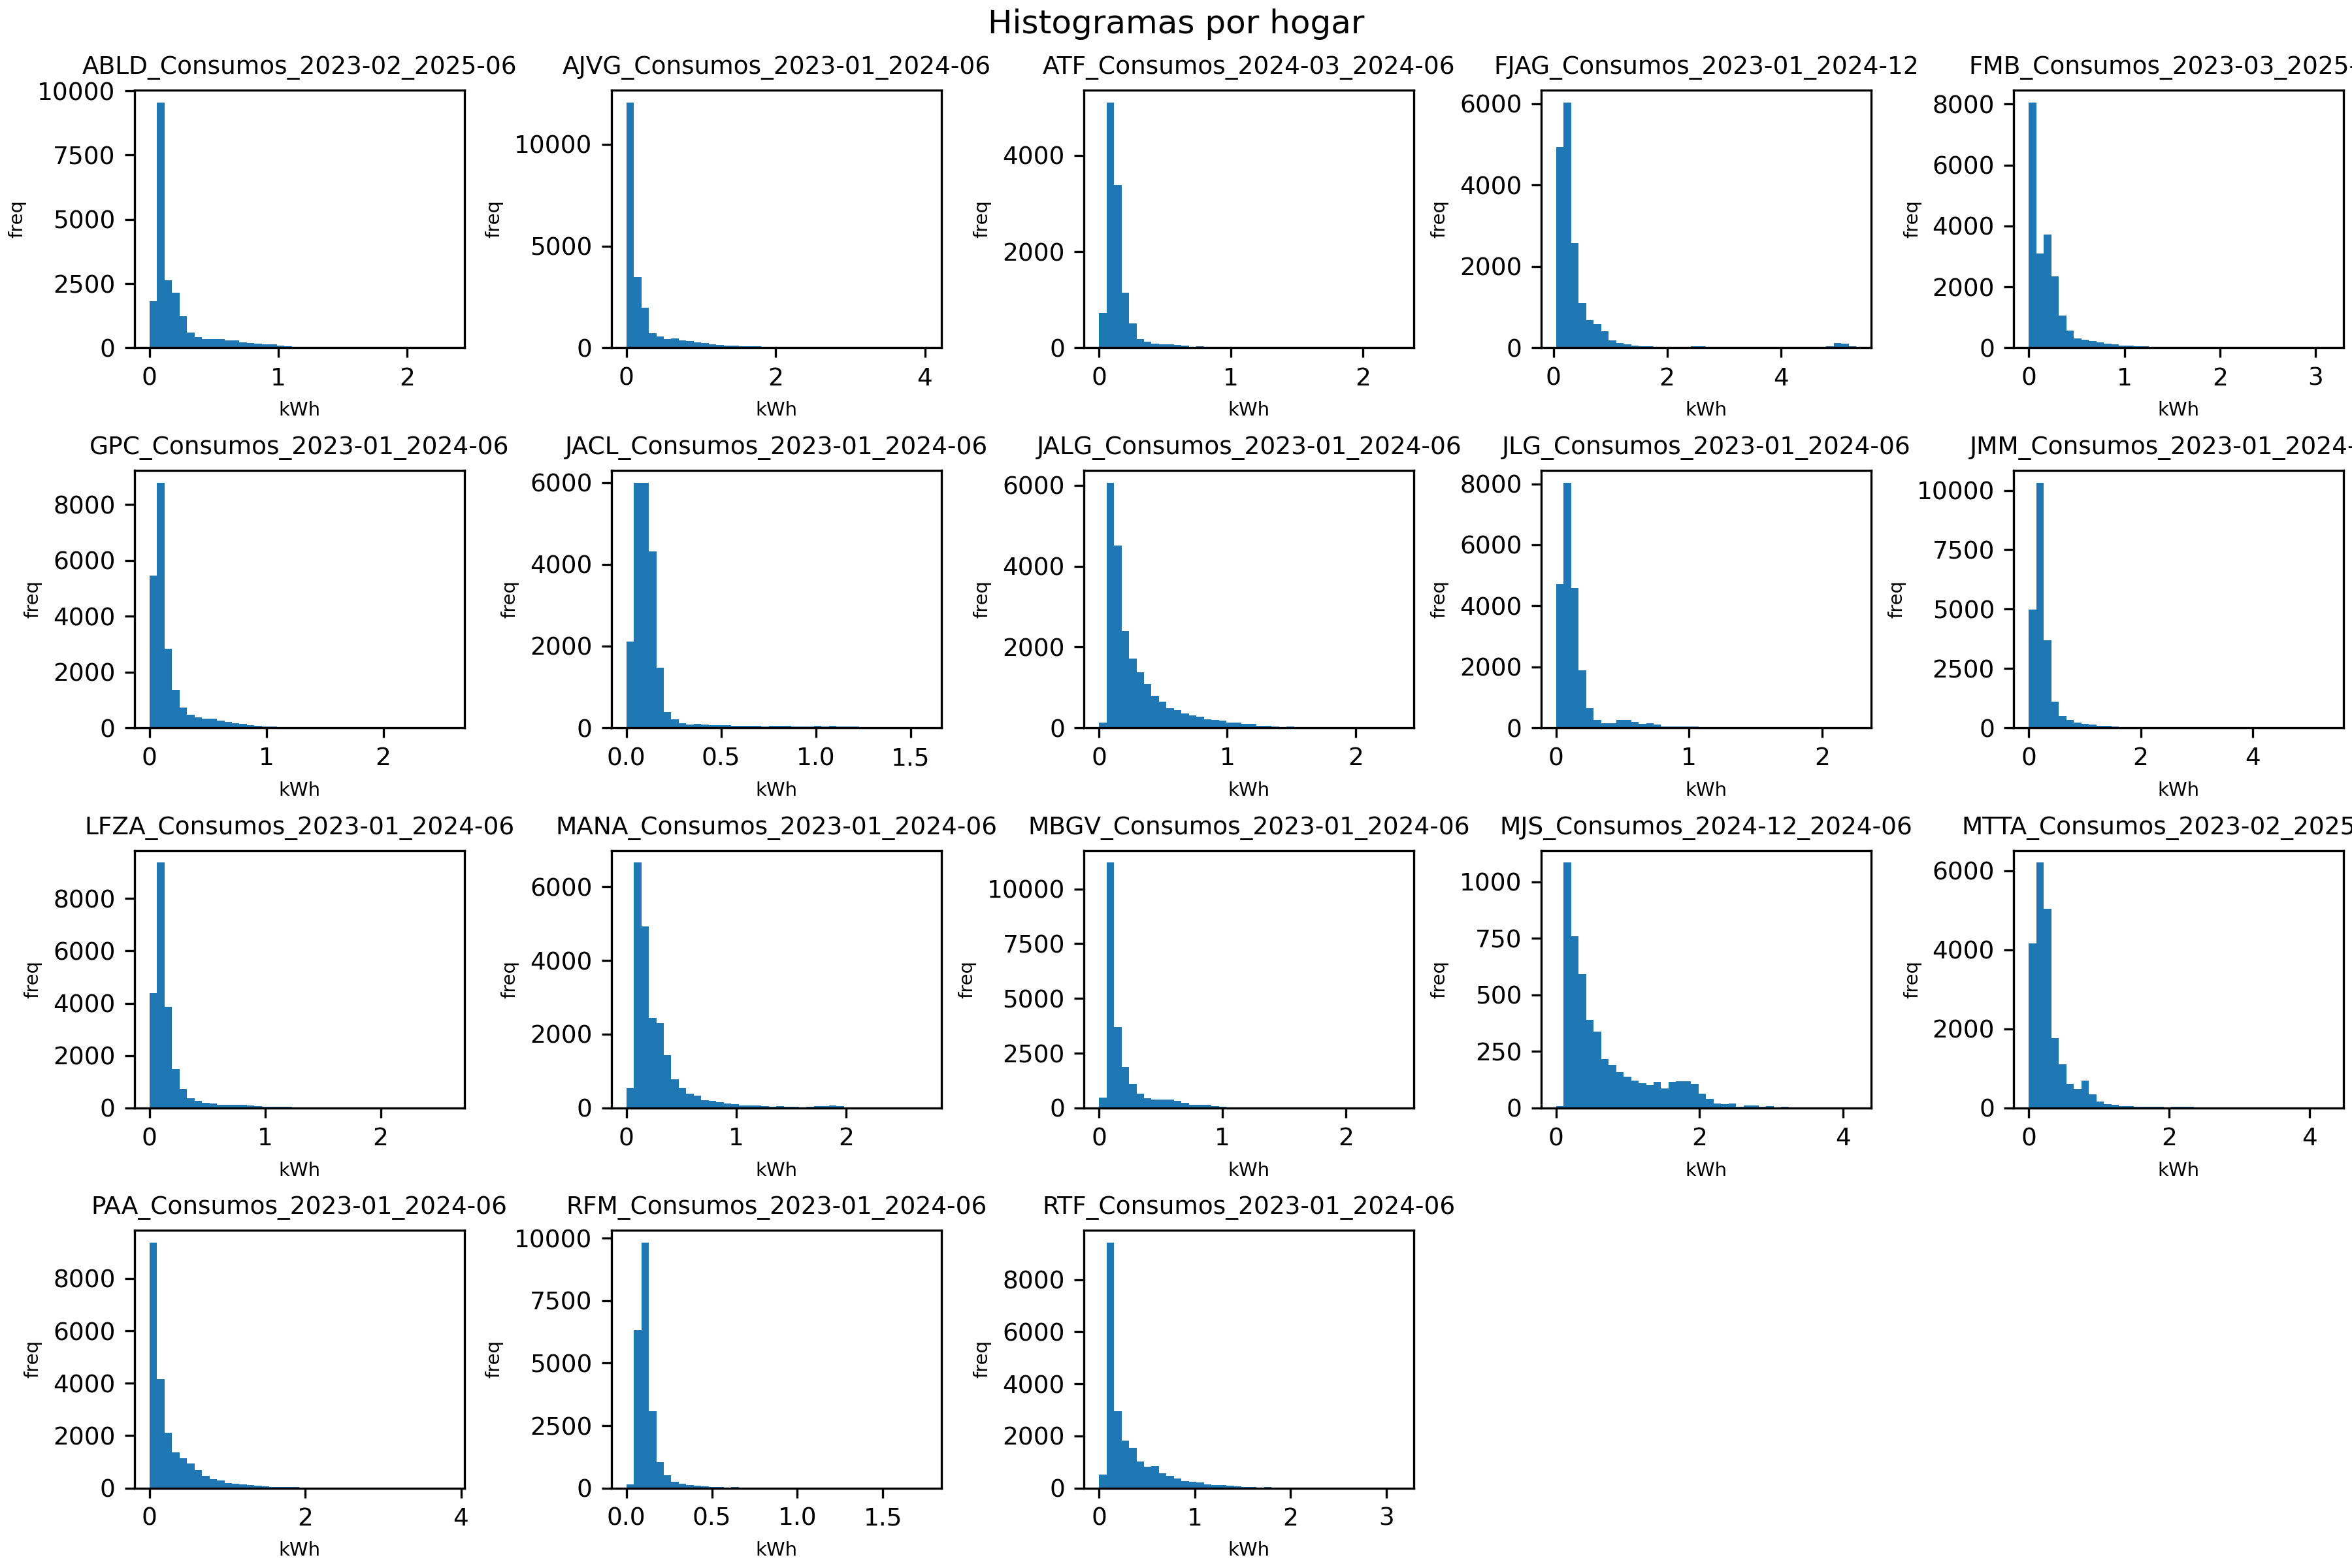 Histogramas por hogar
ABLD_Consumos_2023-02_2025-06 AJVG_Consumos_2023-01_2024-06 ATF_Consumos_2024-03_2024-06 FJAG_Consumos_2023-01_2024-12 FMB_Consumos_2023-03_2025-
10000
7500
5000
2500
0
freq
0 1 2
kWh
10000
5000
0
freq
0 2 4
kWh
4000
2000
0
freq
0 1 2
kWh
6000
4000
2000
0
freq
0 2 4
kWh
8000
6000
4000
2000
0
freq
0 1 2 3
kWh
GPC_Consumos_2023-01_2024-06 JACL_Consumos_2023-01_2024-06 JALG_Consumos_2023-01_2024-06 JLG_Consumos_2023-01_2024-06 JMM_Consumos_2023-01_2024-
8000
6000
4000
2000
0
freq
0 1 2
kWh
6000
4000
2000
0
freq
0.0 0.5 1.0 1.5
kWh
6000
4000
2000
0
freq
0 1 2
kWh
8000
6000
4000
2000
0
freq
0 1 2
kWh
10000
7500
5000
2500
0
freq
0 2 4
kWh
LFZA_Consumos_2023-01_2024-06 MANA_Consumos_2023-01_2024-06 MBGV_Consumos_2023-01_2024-06 MJS_Consumos_2024-12_2024-06 MTTA_Consumos_2023-02_2025
8000
6000
4000
2000
0
freq
0 1 2
kWh
6000
4000
2000
0
freq
0 1 2
kWh
10000
7500
5000
2500
0
freq
0 1 2
kWh
1000
750
500
250
0
freq
0 2 4
kWh
6000
4000
2000
0
freq
0 2 4
kWh
PAA_Consumos_2023-01_2024-06 RFM_Consumos_2023-01_2024-06 RTF_Consumos_2023-01_2024-06
8000
6000
4000
2000
0
freq
0 2 4
kWh
10000
7500
5000
2500
0
freq
0.0 0.5 1.0 1.5
kWh
8000
6000
4000
2000
0
freq
0 1 2 3
kWh